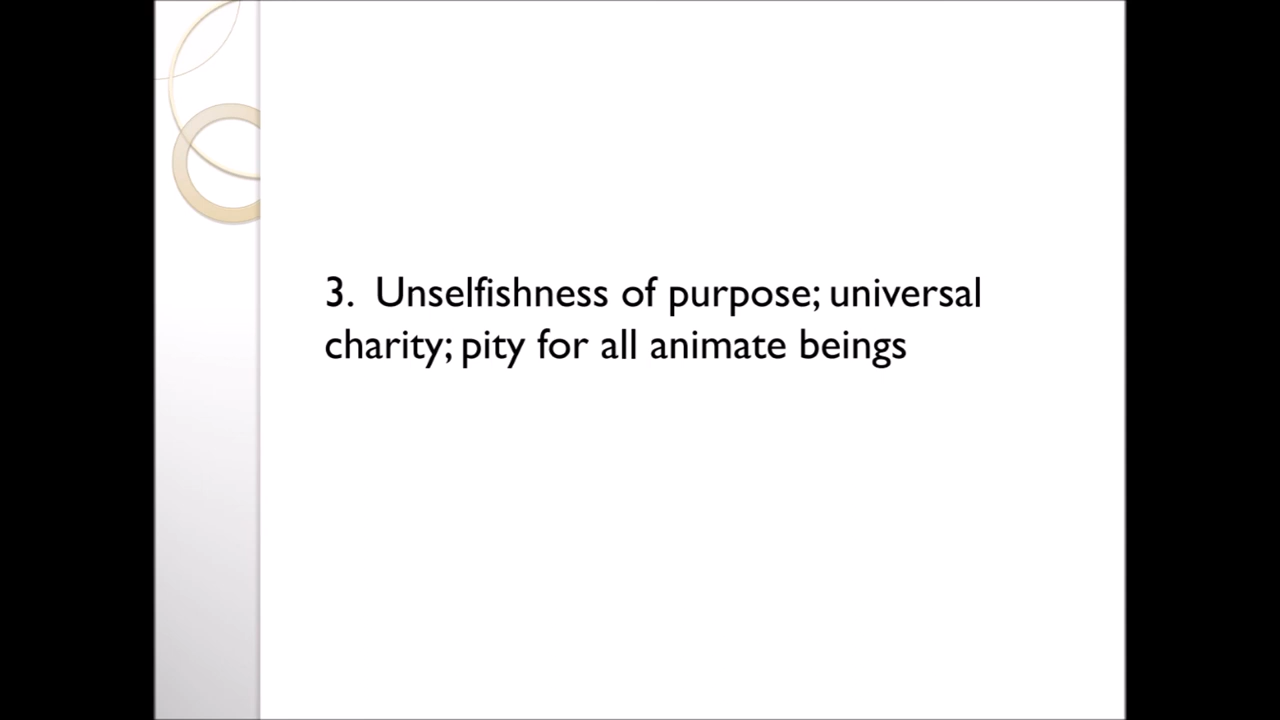 3. Unselfishness of purpose; universal
charity; pity for all animate beings